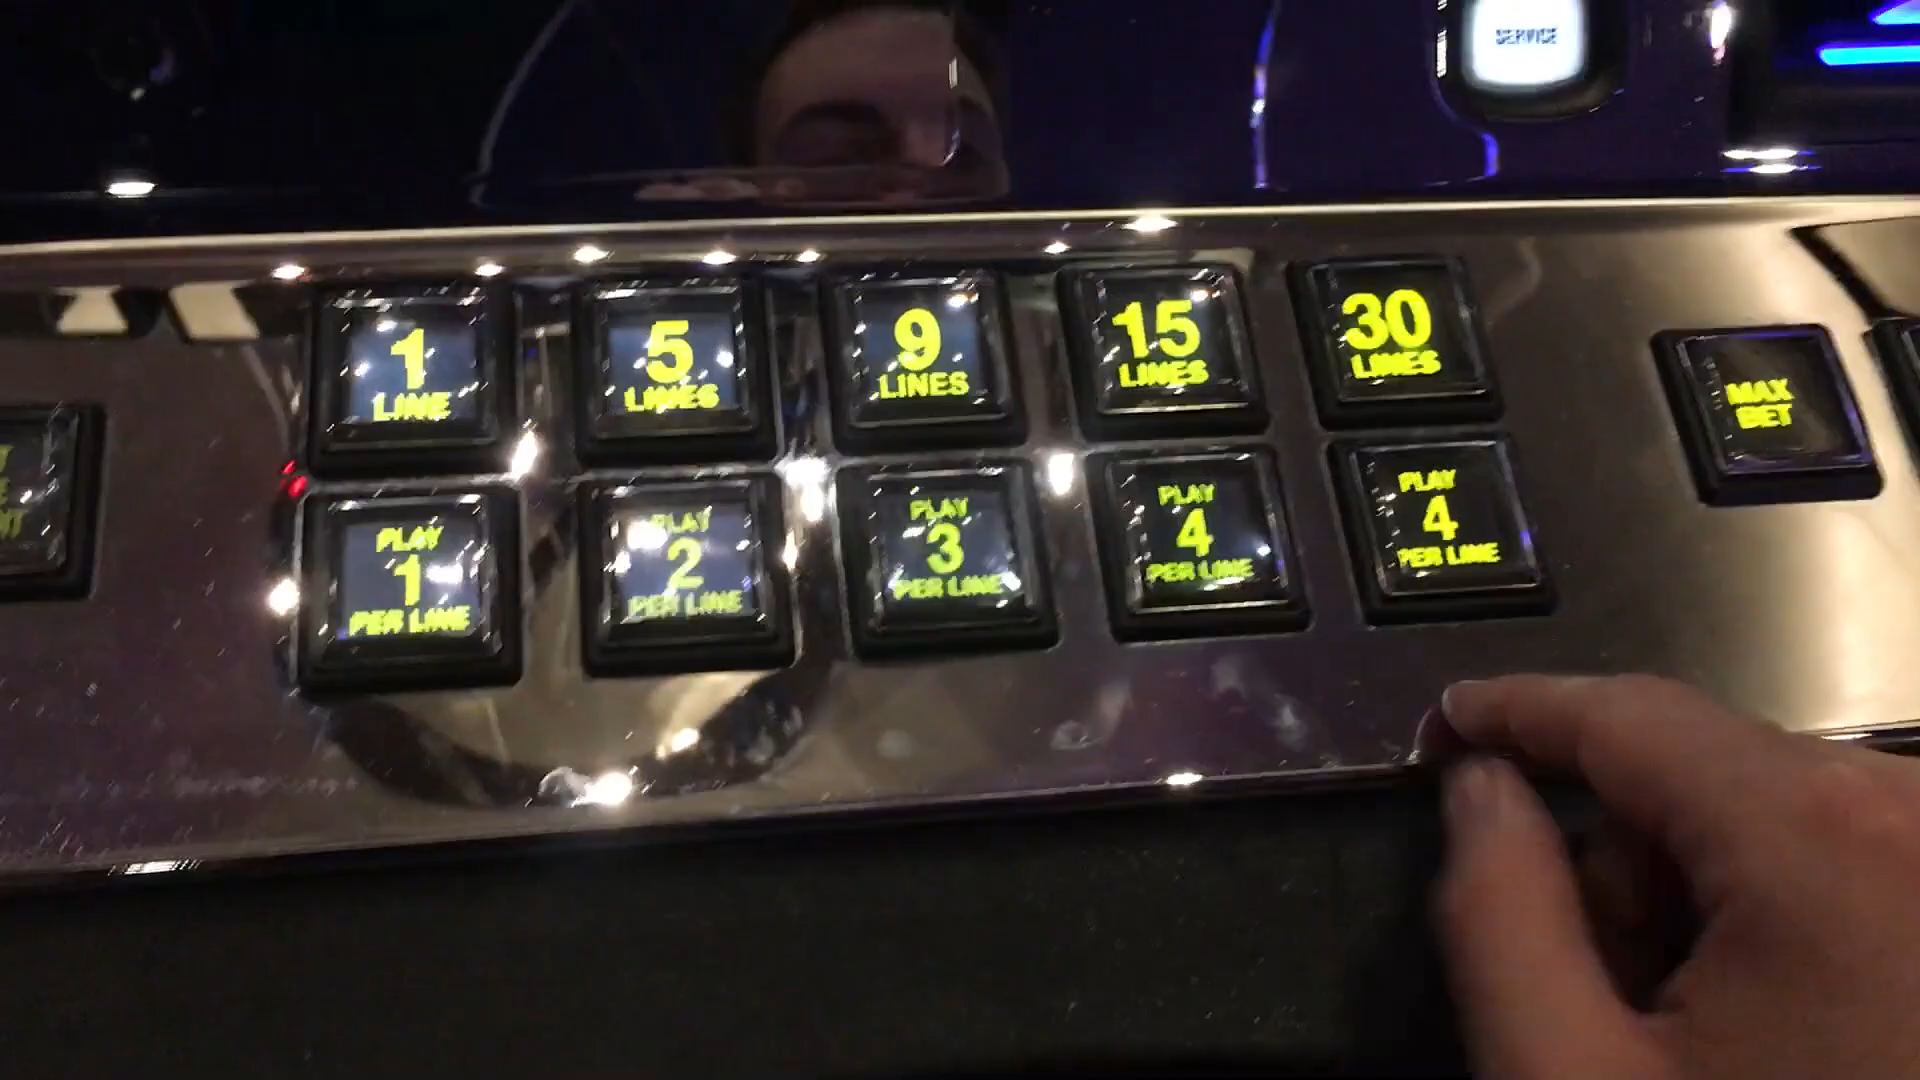 SERVICE
1
LINE
5
LINES
9
LINES
15
LINES
30
LINES
MAX
BET
PLAY
1
PER LINE
PLAY
2
PER LINE
PLAY
3
PER LINE
PLAY
4
PER LINE
PLAY
4
PER LINE